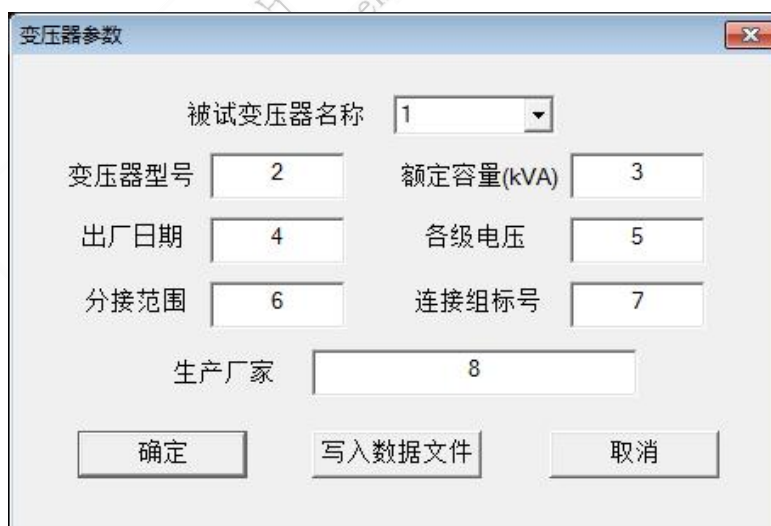 变压器参数
被试变压器名称 1
变压器型号 2 额定容量(kVA) 3
出厂日期 4 各级电压 5
分接范围 6 连接组标号 7
生产厂家 8
确定 写入数据文件 取消